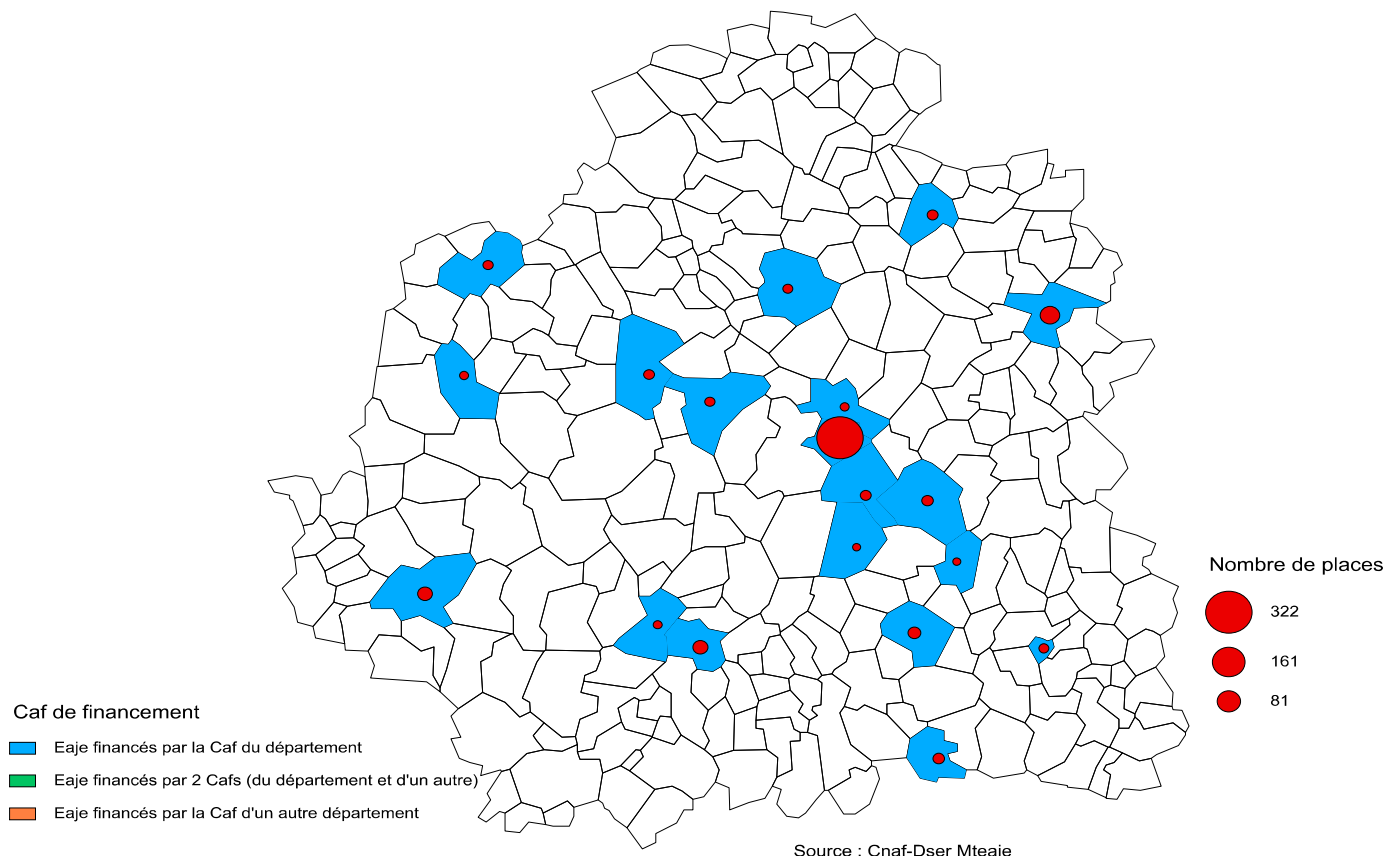 Nombre de places
322
161
81
Caf de financement
Eaje financés par la Caf du département
Eaje financés par 2 Cafs (du département et d'un autre)
Eaje financés par la Caf d'un autre département
Source : Cnaf-Dser Mteaje